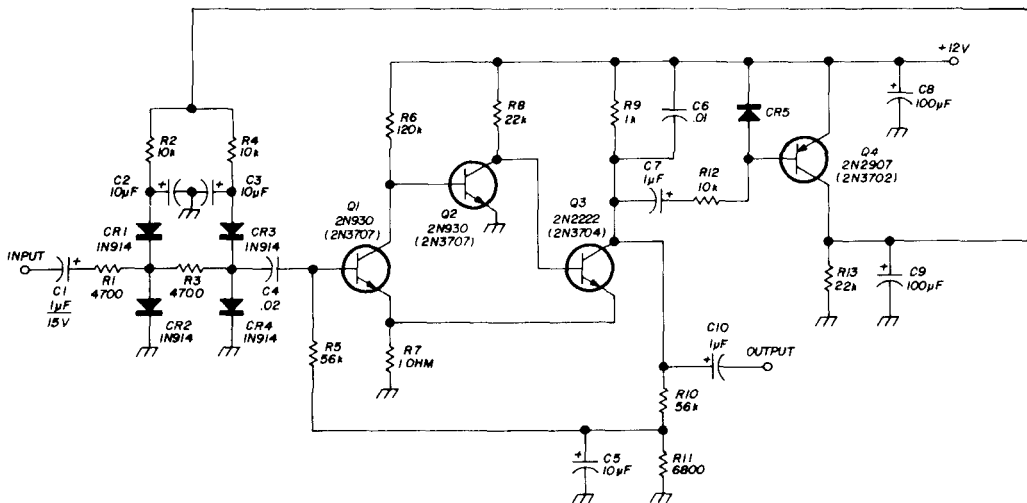 +12V
R6
120k
R8
22k
R9
1k
C6
.01
CR5
C8
100µF
+
R2
10k
R4
10k
C2
10µF
+
+
C3
10µF
Q4
2N2907
(2N3702)
C7
1µF
+
R12
10k
Q1
2N930
(2N3707)
Q2
2N930
(2N3707)
Q3
2N2222
(2N3704)
CR1
1N914
CR3
1N914
INPUT
+
C1
1µF
15V
R1
4700
R3
4700
C4
.02
CR2
1N914
CR4
1N914
R13
22k
+
C9
100µF
R5
56k
R7
1 OHM
C10
1µF
+
OUTPUT
R10
56k
+
C5
10µF
R11
6800